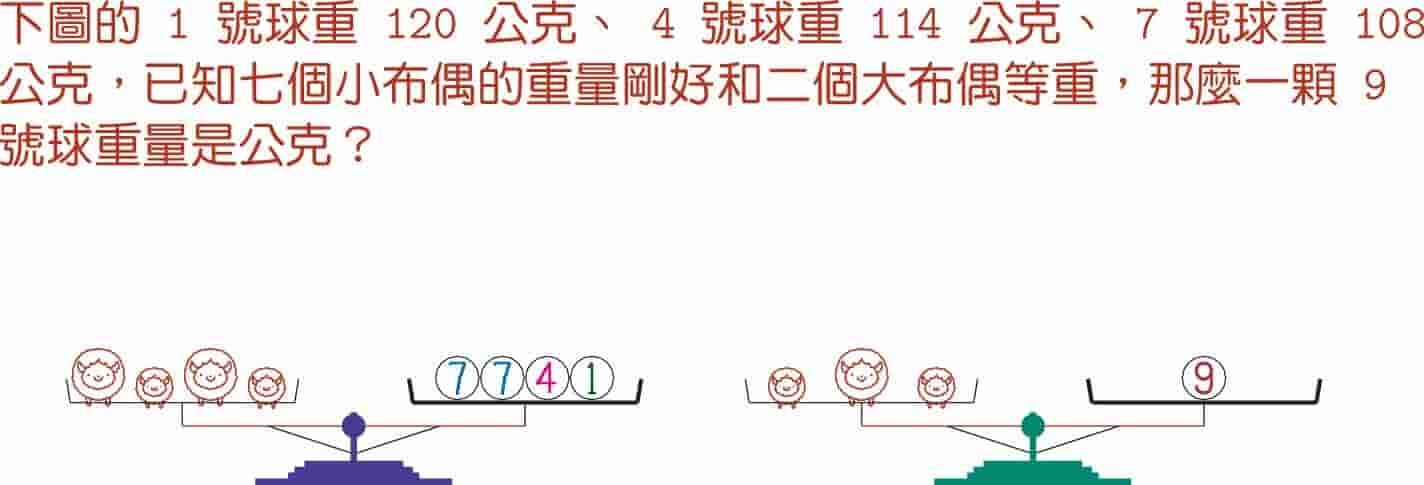 下圖的 1 號球重 120 公克、 4 號球重 114 公克、 7 號球重 108
公克，已知七個小布偶的重量剛好和二個大布偶等重，那麼一顆 9
號球重量是公克？
7 7 4 1
9